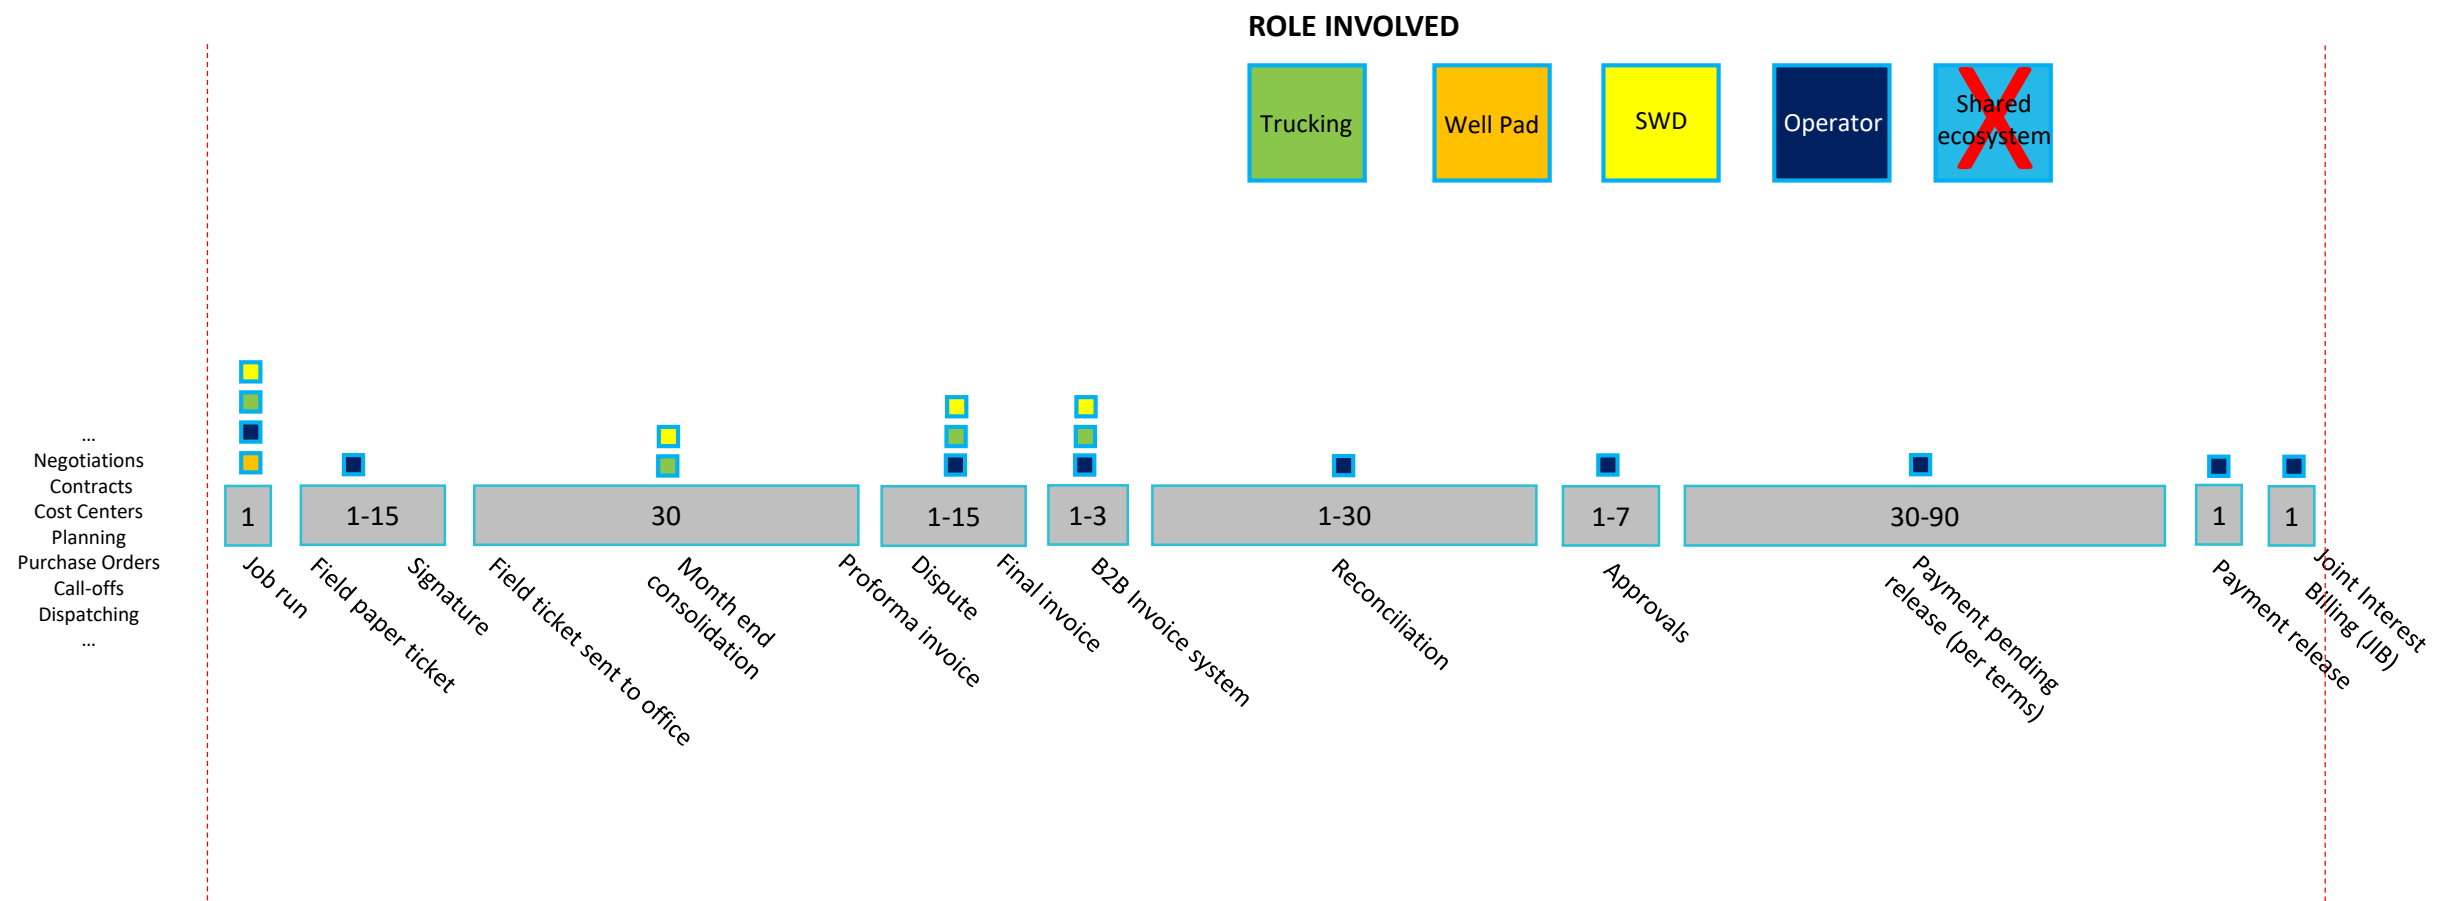 ROLE INVOLVED
Trucking
Well Pad
SWD
Operator
Shared
ecosystem
...
Negotiations
Contracts
Cost Centers
Planning
Purchase Orders
Call-offs
Dispatching
...
1
1-15
30
1-15
1-3
1-30
1-7
30-90
1
1
Job run
Field paper ticket
Signature
Field ticket sent to office
Month end
consolidation
Proforma invoice
Dispute
Final invoice
B2B Invoice system
Reconciliation
Approvals
Payment pending
release (per terms)
Payment release
Joint Interest
Billing (JIB)